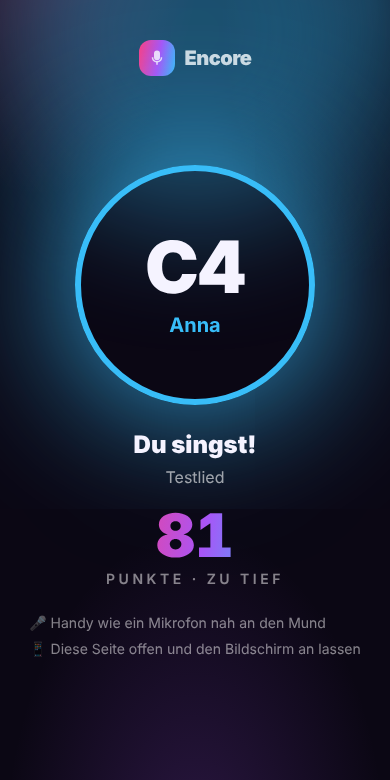 Encore
C4
Anna
Du singst!
Testlied
81
PUNKTE · ZU TIEF
🎤 Handy wie ein Mikrofon nah an den Mund
📱 Diese Seite offen und den Bildschirm an lassen